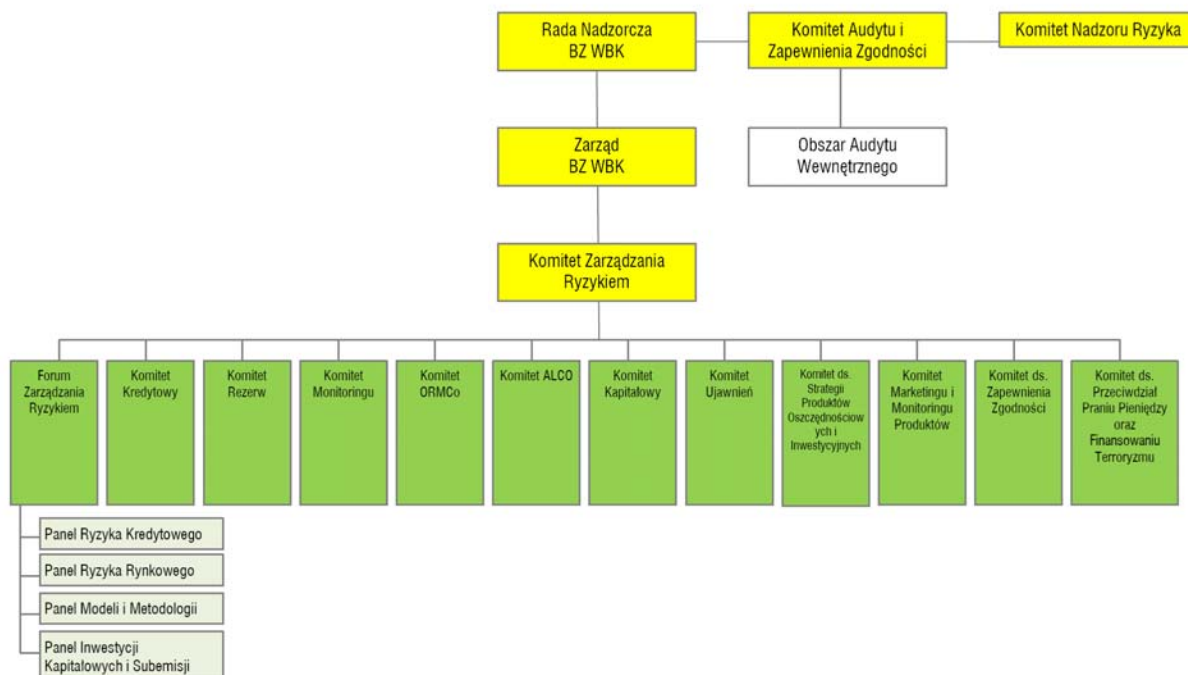 Rada Nadzorcza
BZ WBK
Komitet Audytu i
Zapewnienia Zgodności
Komitet Nadzoru Ryzyka
Zarząd
BZ WBK
Obszar Audytu
Wewnętrznego
Komitet Zarządzania
Ryzykiem
Forum
Zarządzania
Ryzykiem
Komitet
Kredytowy
Komitet
Rezerw
Komitet
Monitoringu
Komitet
ORMCo
Komitet ALCO
Komitet
Kapitałowy
Komitet
Ujawnień
Komitet ds.
Strategii
Produktów
Oszczędnościow
ych i
Inwestycyjnych
Komitet
Marketingu i
Monitoringu
Produktów
Komitet ds.
Zapewnienia
Zgodności
Komitet ds.
Przeciwdział
Praniu Pieniędzy
oraz
Finansowaniu
Terroryzmu
Panel Ryzyka Kredytowego
Panel Ryzyka Rynkowego
Panel Modeli i Metodologii
Panel Inwestycji
Kapitałowych i Subemisji